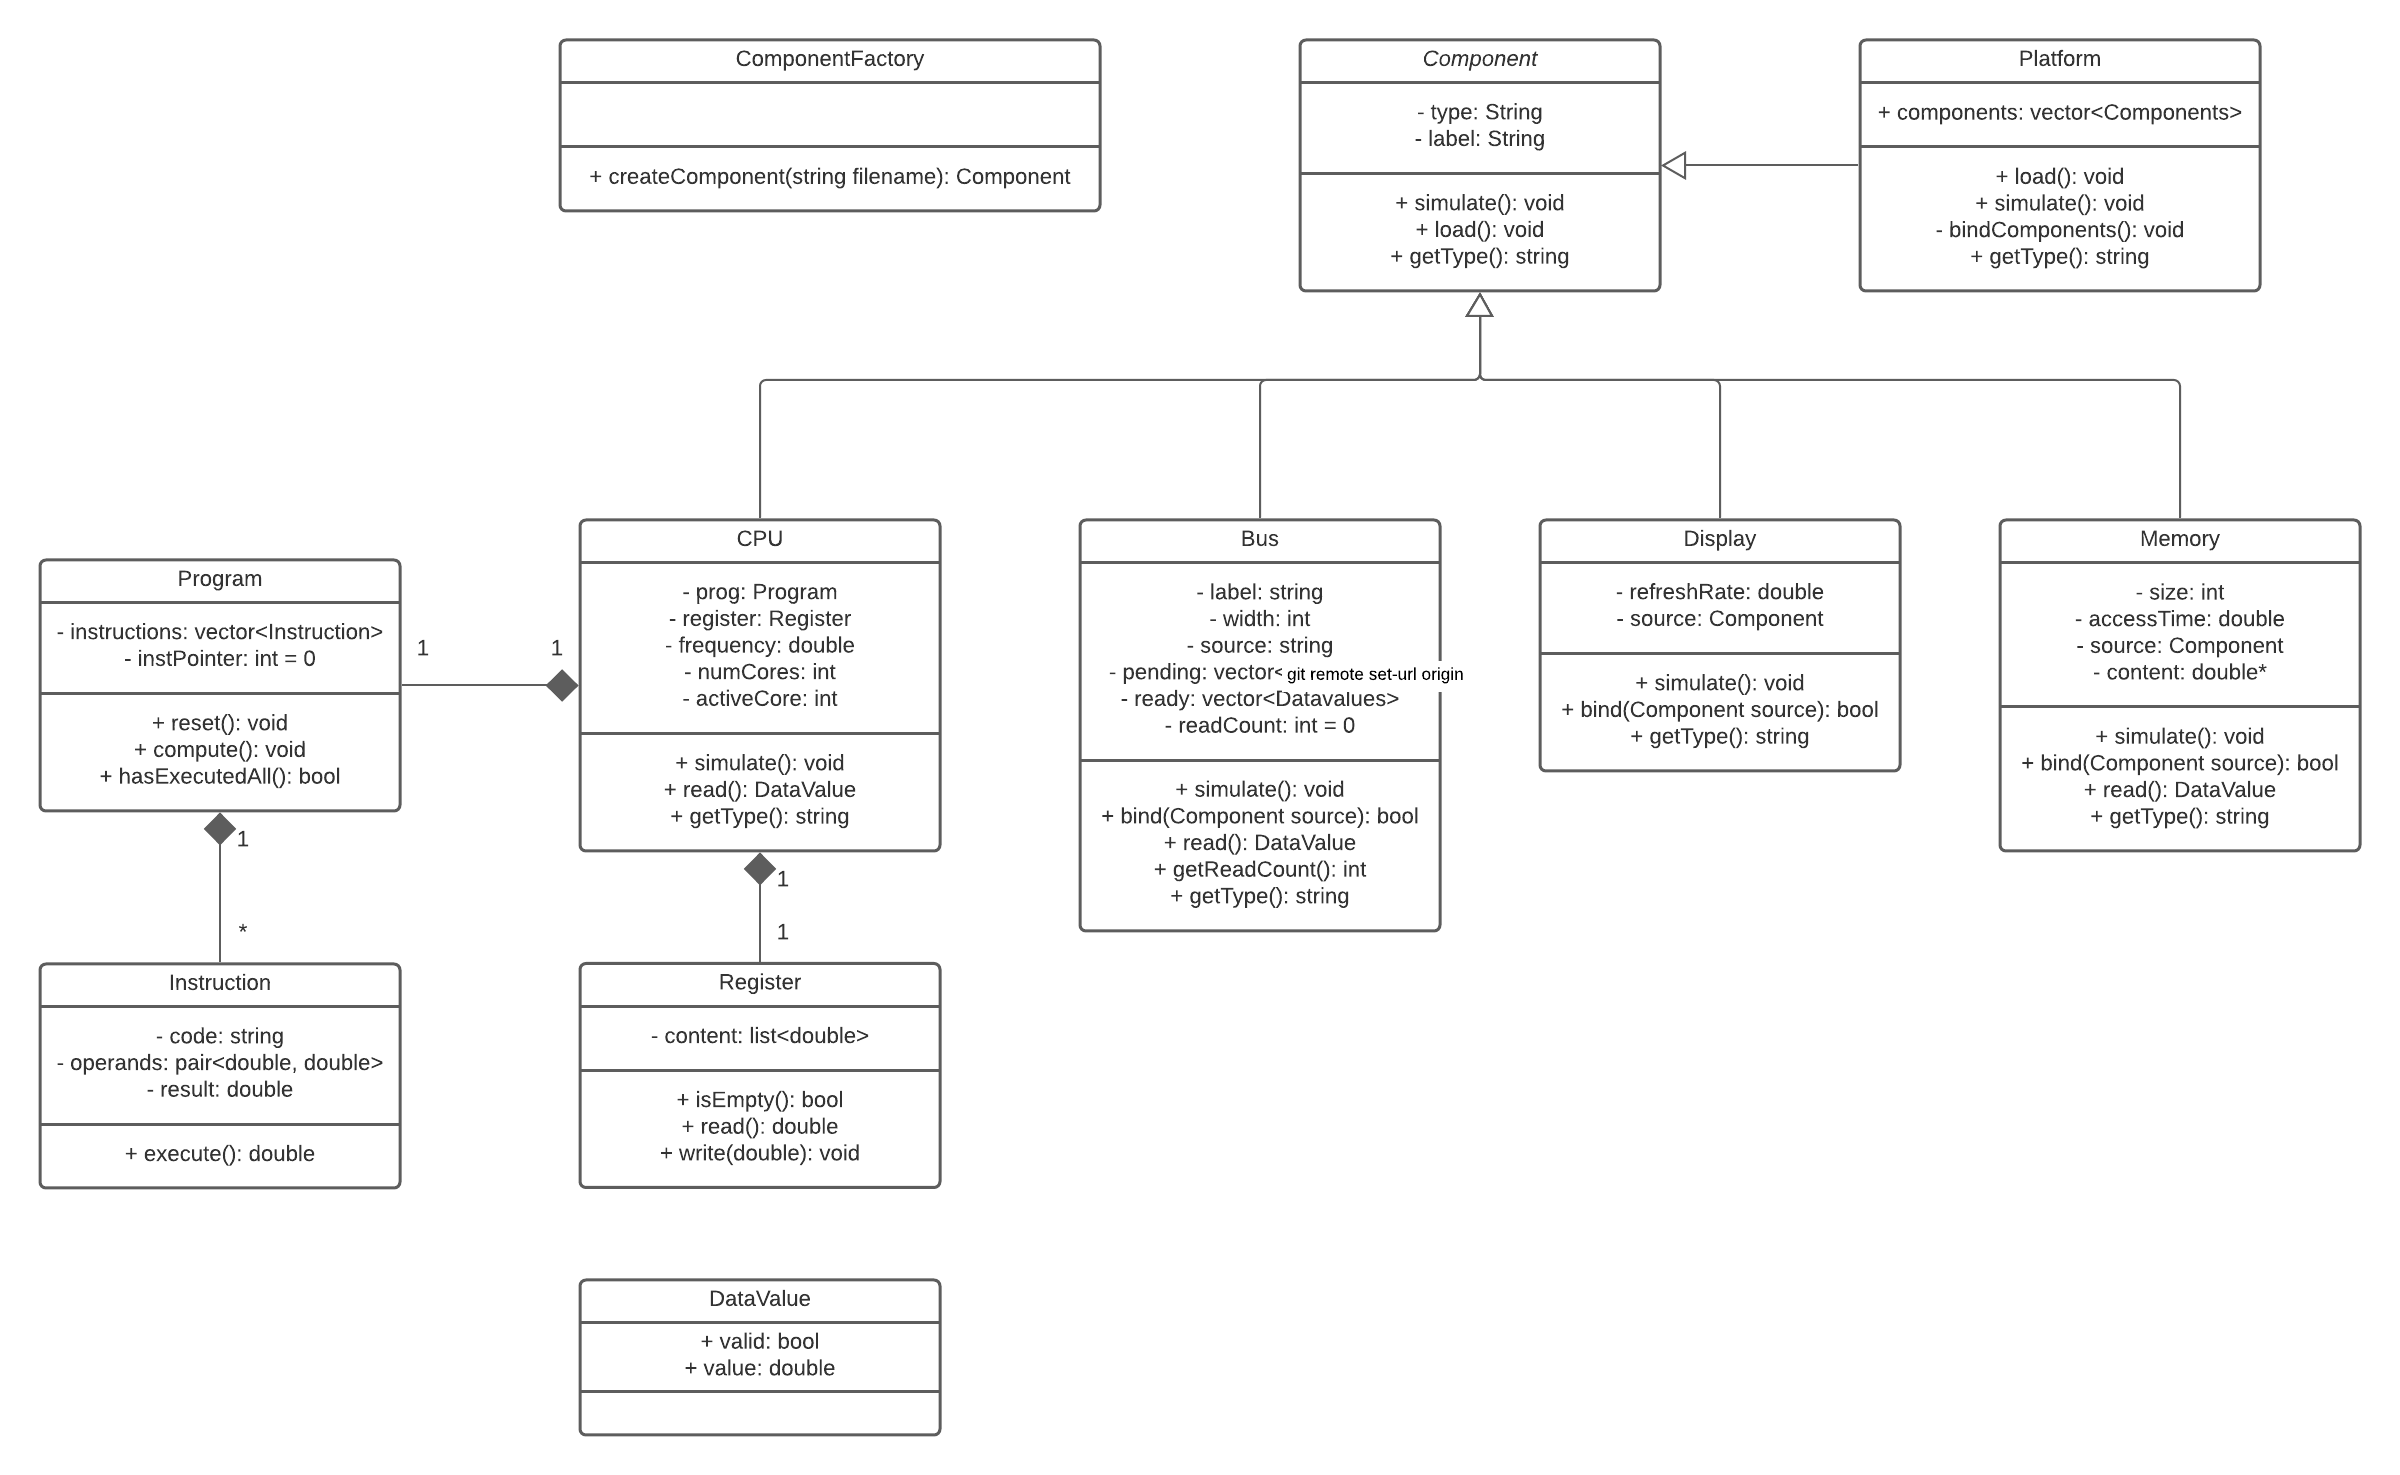 ComponentFactory
+ createComponent(string filename): Component
Component
- type: String
- label: String
+ simulate(): void
+ load(): void
+ getType(): string
Platform
+ components: vector<Components>
+ load(): void
+ simulate(): void
- bindComponents(): void
+ getType(): string
Program
- instructions: vector<Instruction>
- instPointer: int = 0
+ reset(): void
+ compute(): void
+ hasExecutedAll(): bool
1
1
CPU
- prog: Program
- register: Register
- frequency: double
- numCores: int
- activeCore: int
+ simulate(): void
+ read(): DataValue
+ getType(): string
Bus
- label: string
- width: int
- source: string
- pending: vector< git remote set-url origin
- ready: vector<Datavalues>
- readCount: int = 0
+ simulate(): void
+ bind(Component source): bool
+ read(): DataValue
+ getReadCount(): int
+ getType(): string
Display
- refreshRate: double
- source: Component
+ simulate(): void
+ bind(Component source): bool
+ getType(): string
Memory
- size: int
- accessTime: double
- source: Component
- content: double*
+ simulate(): void
+ bind(Component source): bool
+ read(): DataValue
+ getType(): string
1
*
1
1
Instruction
- code: string
- operands: pair<double, double>
- result: double
+ execute(): double
Register
- content: list<double>
+ isEmpty(): bool
+ read(): double
+ write(double): void
DataValue
+ valid: bool
+ value: double